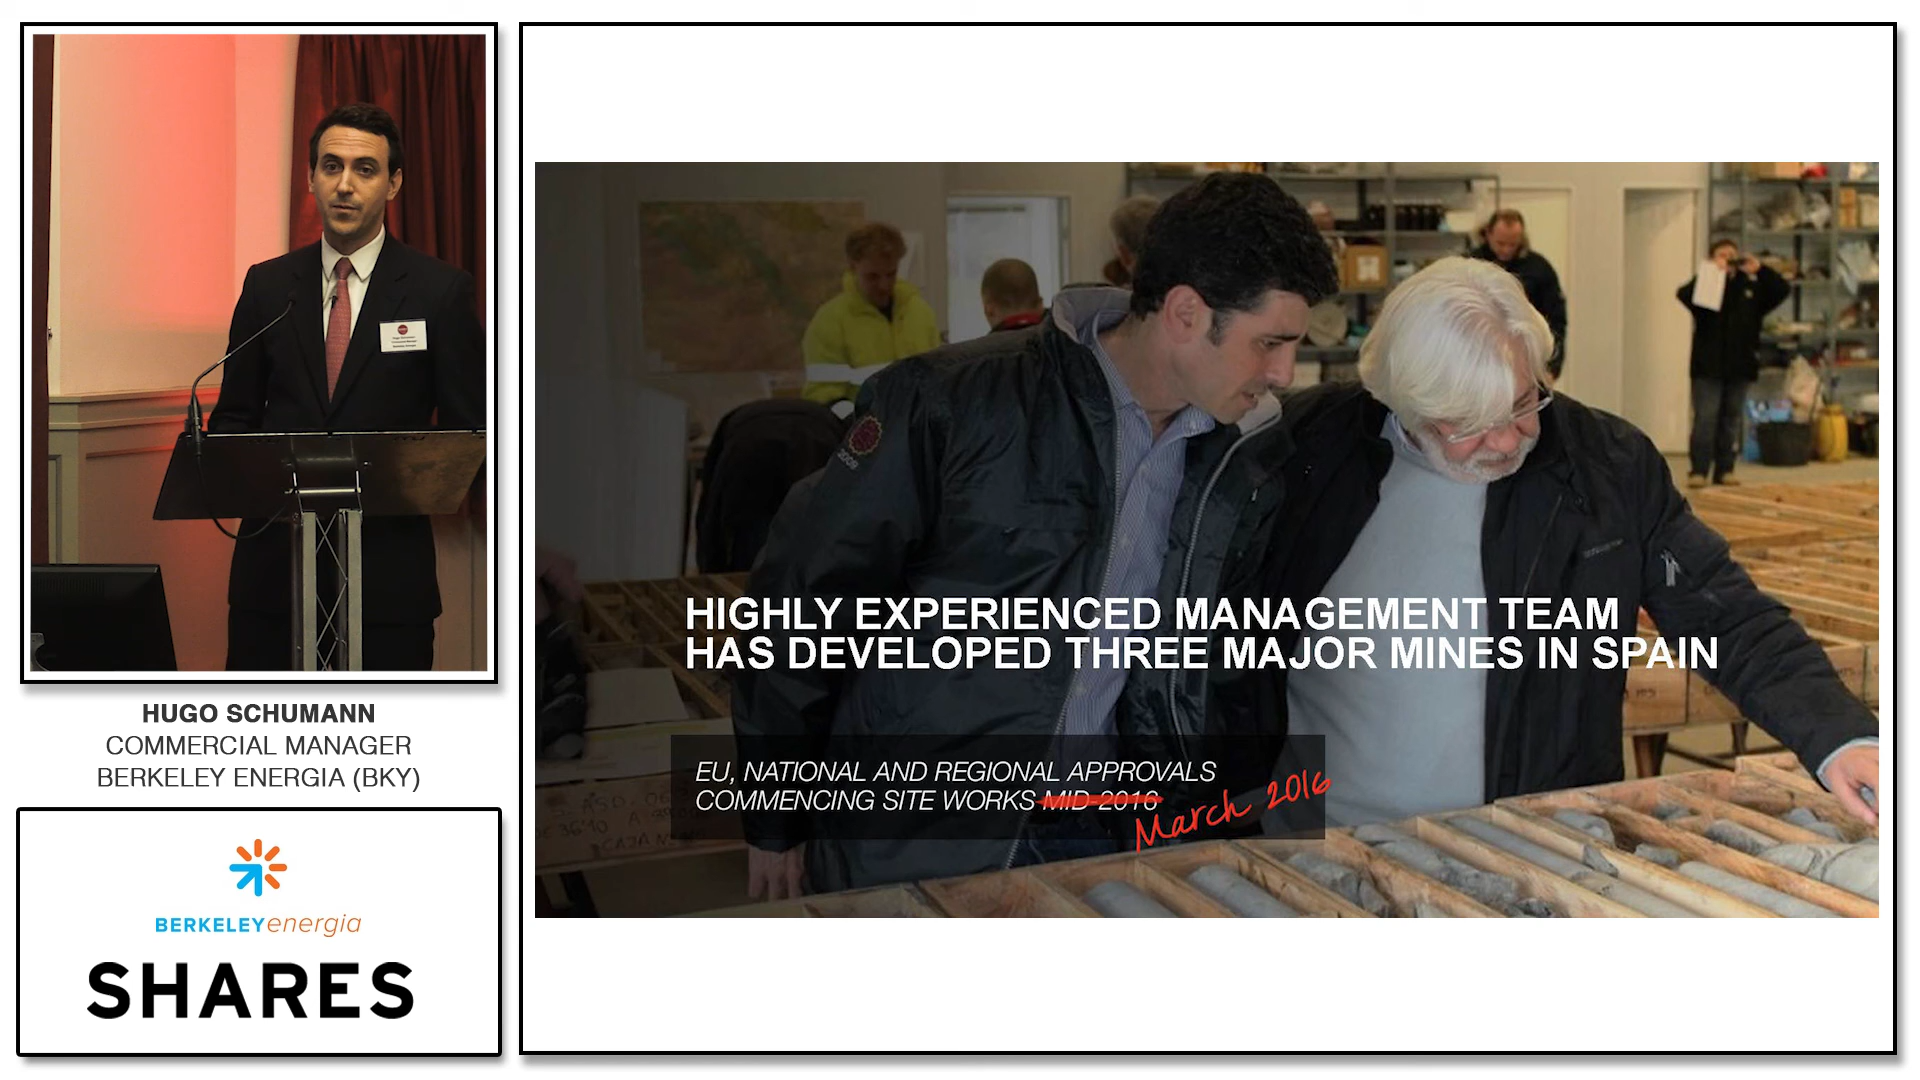 HUGO SCHUMANN
COMMERCIAL MANAGER
BERKELEY ENERGIA (BKY)
BERKELEYenergia
SHARES
HIGHLY EXPERIENCED MANAGEMENT TEAM
HAS DEVELOPED THREE MAJOR MINES IN SPAIN
EU, NATIONAL AND REGIONAL APPROVALS
COMMENCING SITE WORKS MID-2016
March 2016
2009